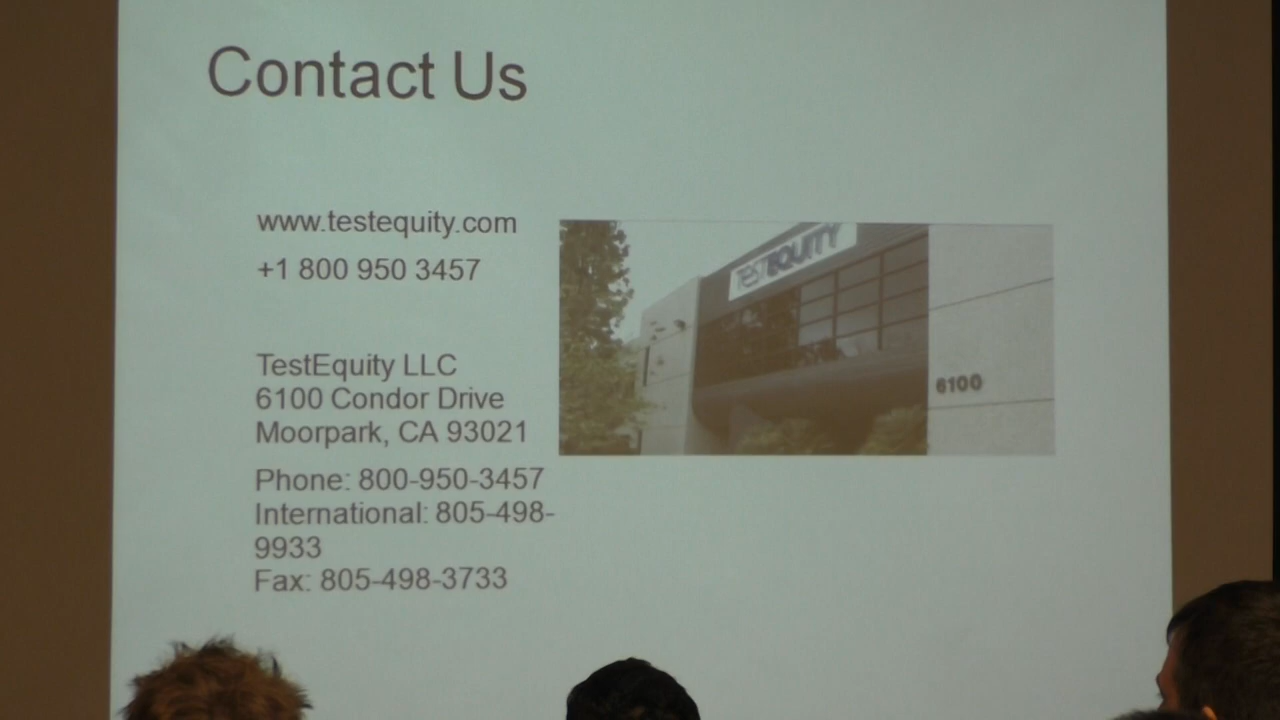 Contact Us
www.testequity.com
+1 800 950 3457
TESTEQUITY
6100
TestEquity LLC
6100 Condor Drive
Moorpark, CA 93021
Phone: 800-950-3457
International: 805-498-
9933
Fax: 805-498-3733